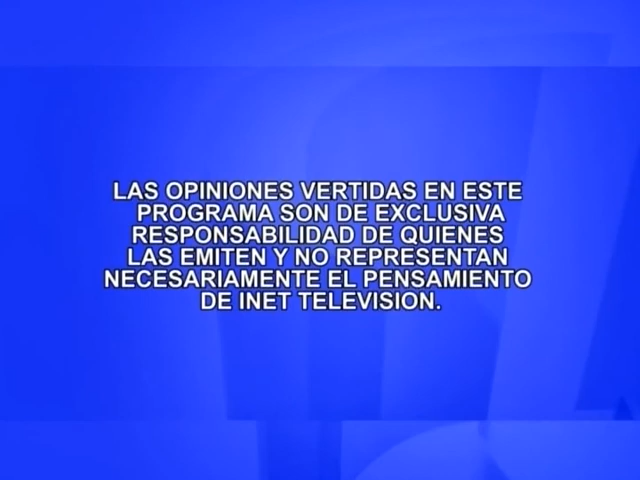 LAS OPINIONES VERTIDAS EN ESTE
PROGRAMA SON DE EXCLUSIVA
RESPONSABILIDAD DE QUIENES
LAS EMITEN Y NO REPRESENTAN
NECESARIAMENTE EL PENSAMIENTO
DE INET TELEVISION.